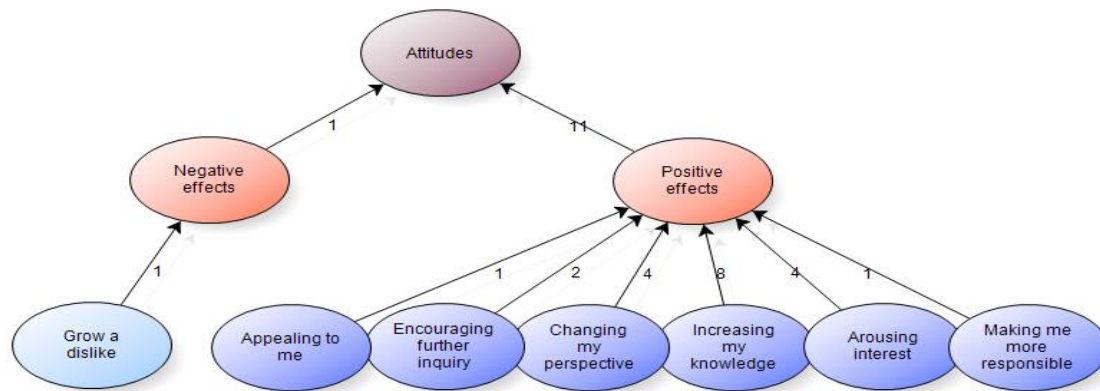 Attitudes
1
11
Negative
effects
Positive
effects
1
1
2
4
8
4
1
Grow a
dislike
Appealing to
me
Encouraging
further
inquiry
Changing
my
perspective
Increasing
my
knowledge
Arousing
interest
Making me
more
responsible